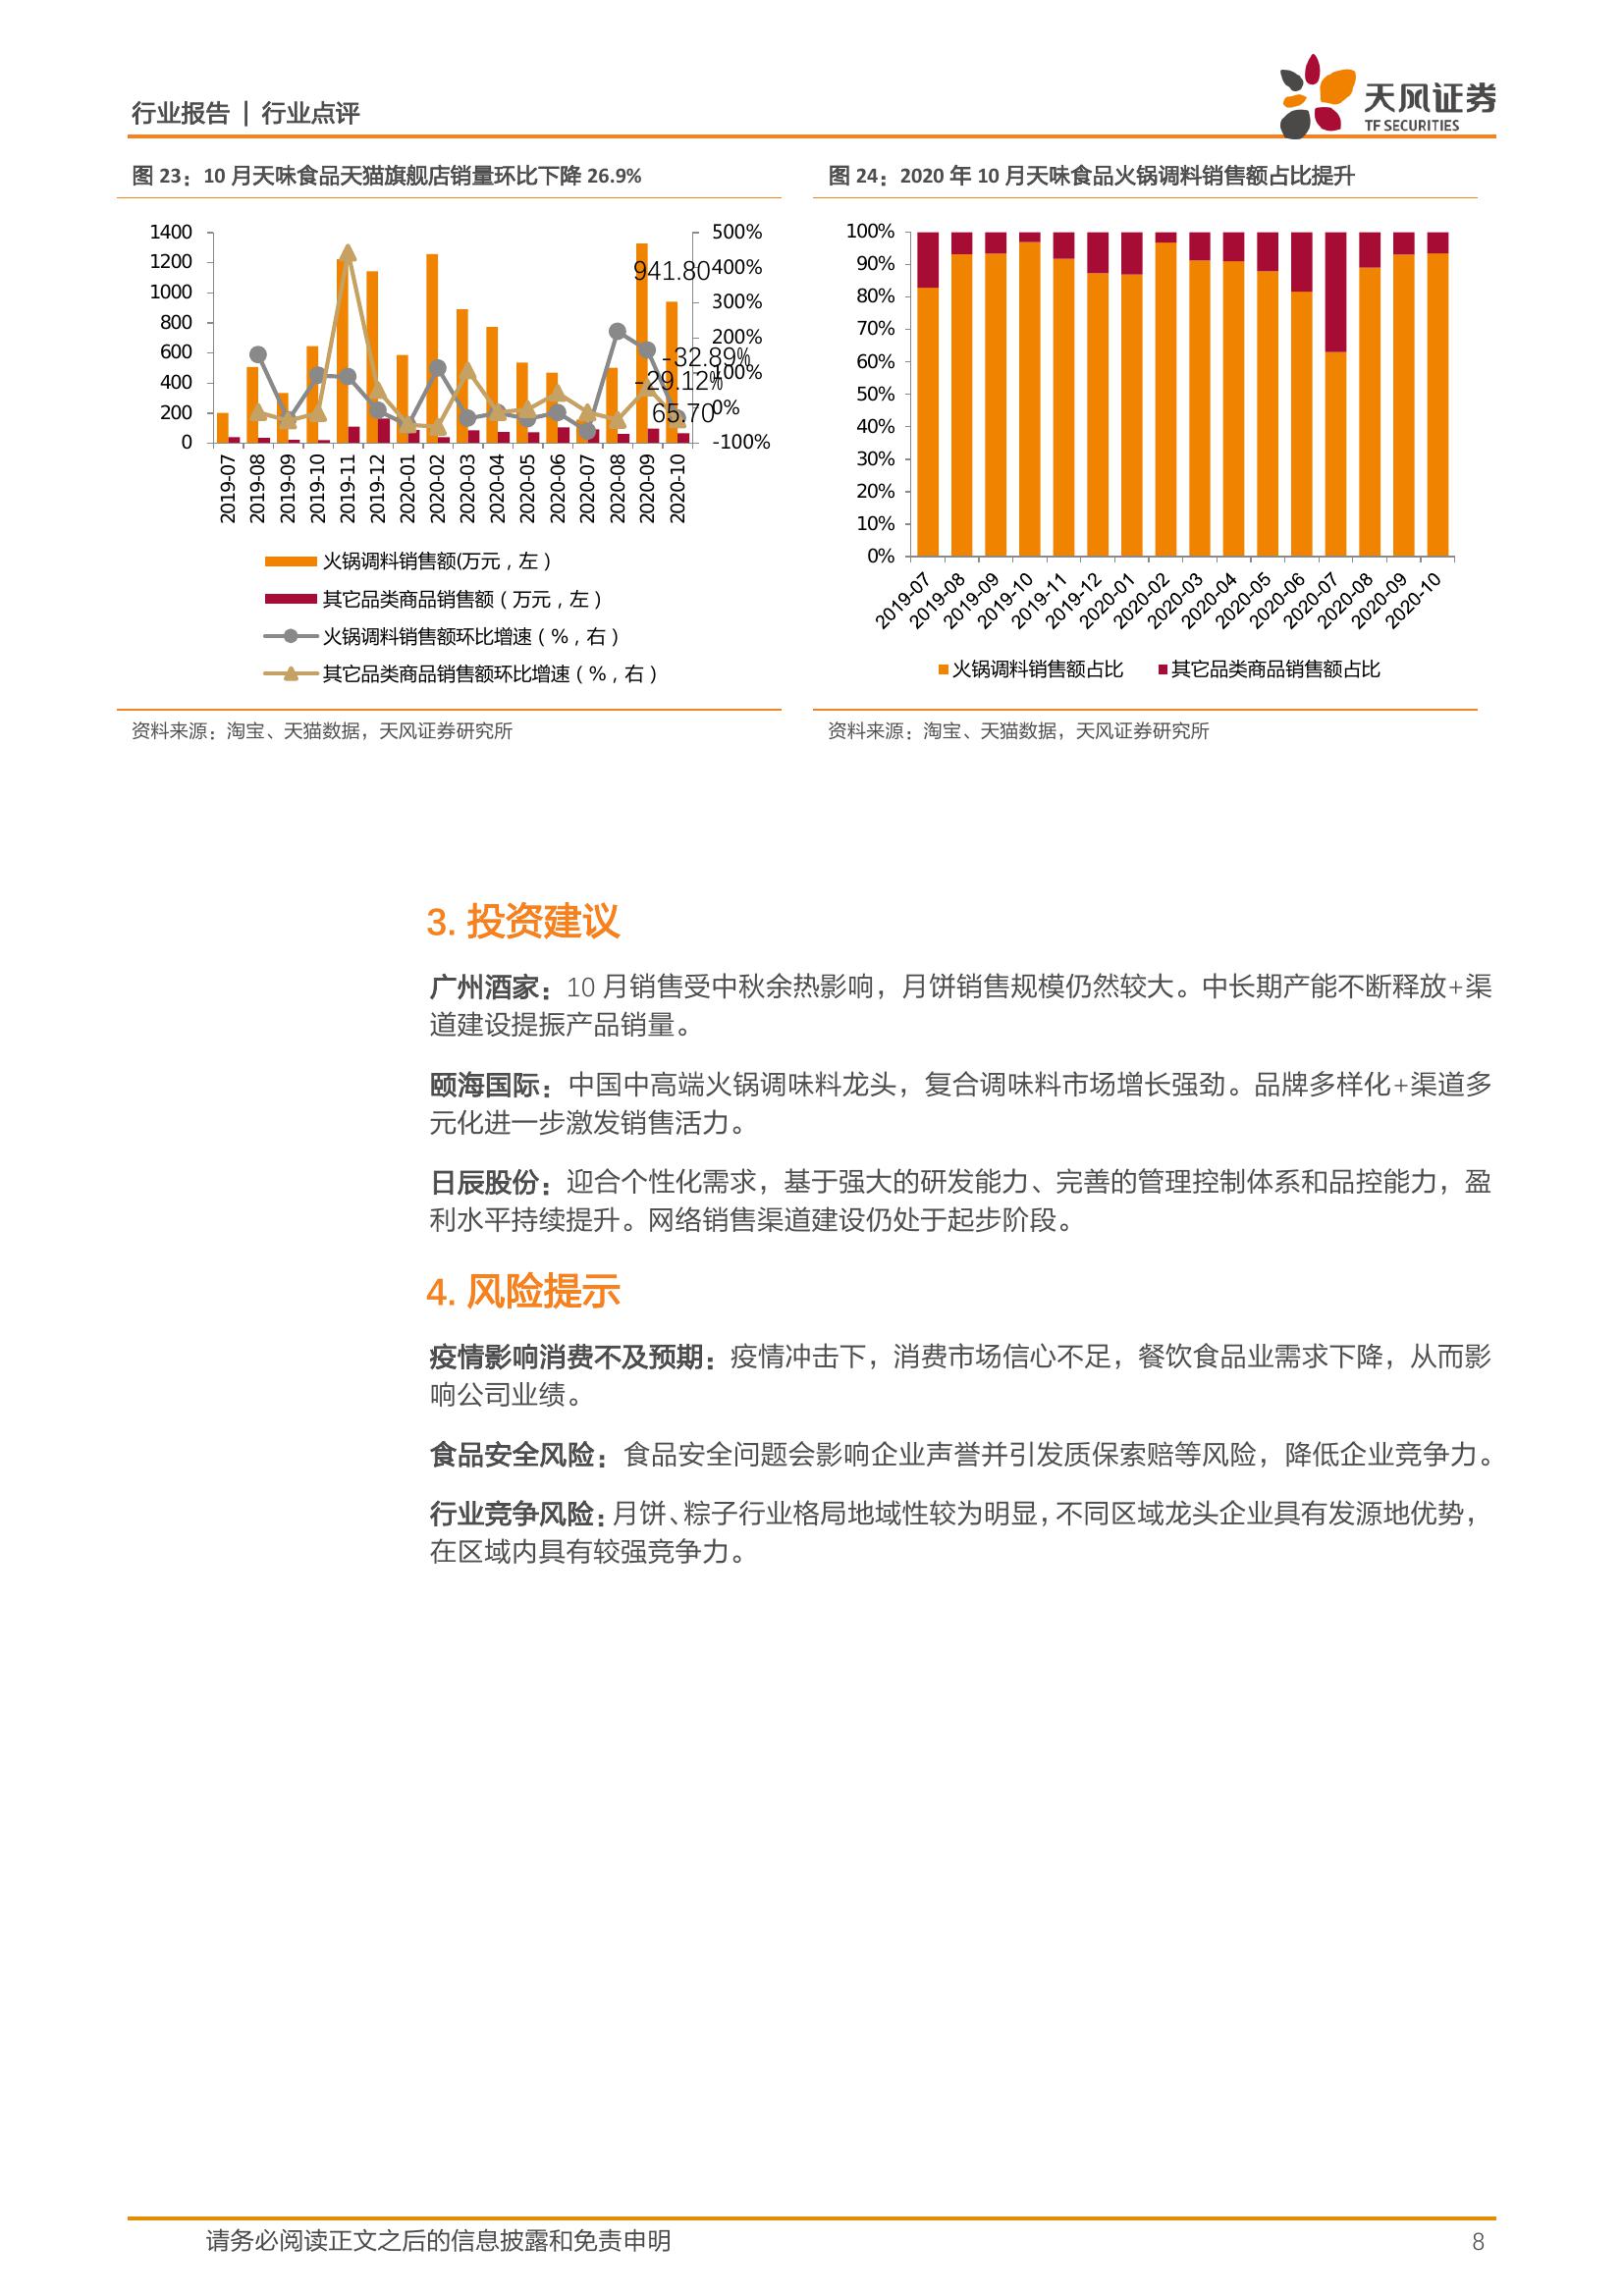 行业报告 | 行业点评
天风证券
TF SECURITIES
图 23：10 月天味食品天猫旗舰店销量环比下降 26.9%
1400
1200
1000
800
600
400
200
0
500%
400%
300%
200%
100%
0%
-100%
941.80
-32.89%
-29.12%
65.70
2019-07
2019-08
2019-09
2019-10
2019-11
2019-12
2020-01
2020-02
2020-03
2020-04
2020-05
2020-06
2020-07
2020-08
2020-09
2020-10
火锅调料销售额(万元，左）
其它品类商品销售额（万元，左）
火锅调料销售额环比增速（%，右）
其它品类商品销售额环比增速（%，右）
资料来源：淘宝、天猫数据，天风证券研究所
图 24：2020 年 10 月天味食品火锅调料销售额占比提升
100%
90%
80%
70%
60%
50%
40%
30%
20%
10%
0%
2019-07
2019-08
2019-09
2019-10
2019-11
2019-12
2020-01
2020-02
2020-03
2020-04
2020-05
2020-06
2020-07
2020-08
2020-09
2020-10
火锅调料销售额占比 其它品类商品销售额占比
资料来源：淘宝、天猫数据，天风证券研究所
3. 投资建议
广州酒家：10 月销售受中秋余热影响，月饼销售规模仍然较大。中长期产能不断释放+渠
道建设提振产品销量。
颐海国际：中国中高端火锅调味料龙头，复合调味料市场增长强劲。品牌多样化+渠道多
元化进一步激发销售活力。
日辰股份：迎合个性化需求，基于强大的研发能力、完善的管理控制体系和品控能力，盈
利水平持续提升。网络销售渠道建设仍处于起步阶段。
4. 风险提示
疫情影响消费不及预期：疫情冲击下，消费市场信心不足，餐饮食品业需求下降，从而影
响公司业绩。
食品安全风险：食品安全问题会影响企业声誉并引发质保索赔等风险，降低企业竞争力。
行业竞争风险：月饼、粽子行业格局地域性较为明显，不同区域龙头企业具有发源地优势，
在区域内具有较强竞争力。
请务必阅读正文之后的信息披露和免责申明
8